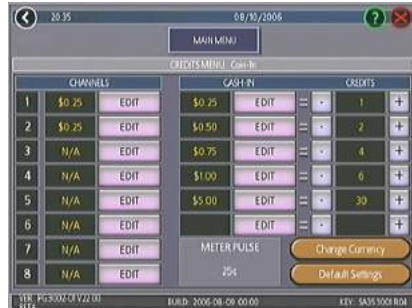 20:35 08/10/2006
MAIN MENU
CREDITS MENU Coin-In
CHANNELS CASH-IN CREDITS
1 $0.25 EDIT $0.25 EDIT = - 1 +
2 $0.25 EDIT $0.50 EDIT = - 2 +
3 N/A EDIT $0.75 EDIT = - 4 +
4 N/A EDIT $1.00 EDIT = - 6 +
5 N/A EDIT $5.00 EDIT = - 30 +
6 N/A EDIT EDIT = - +
7 N/A EDIT METER PULSE Change Currency
8 N/A EDIT 25¢ Default Settings
VER: BUILD 2006-08-09 00:00 KEY:
BETA